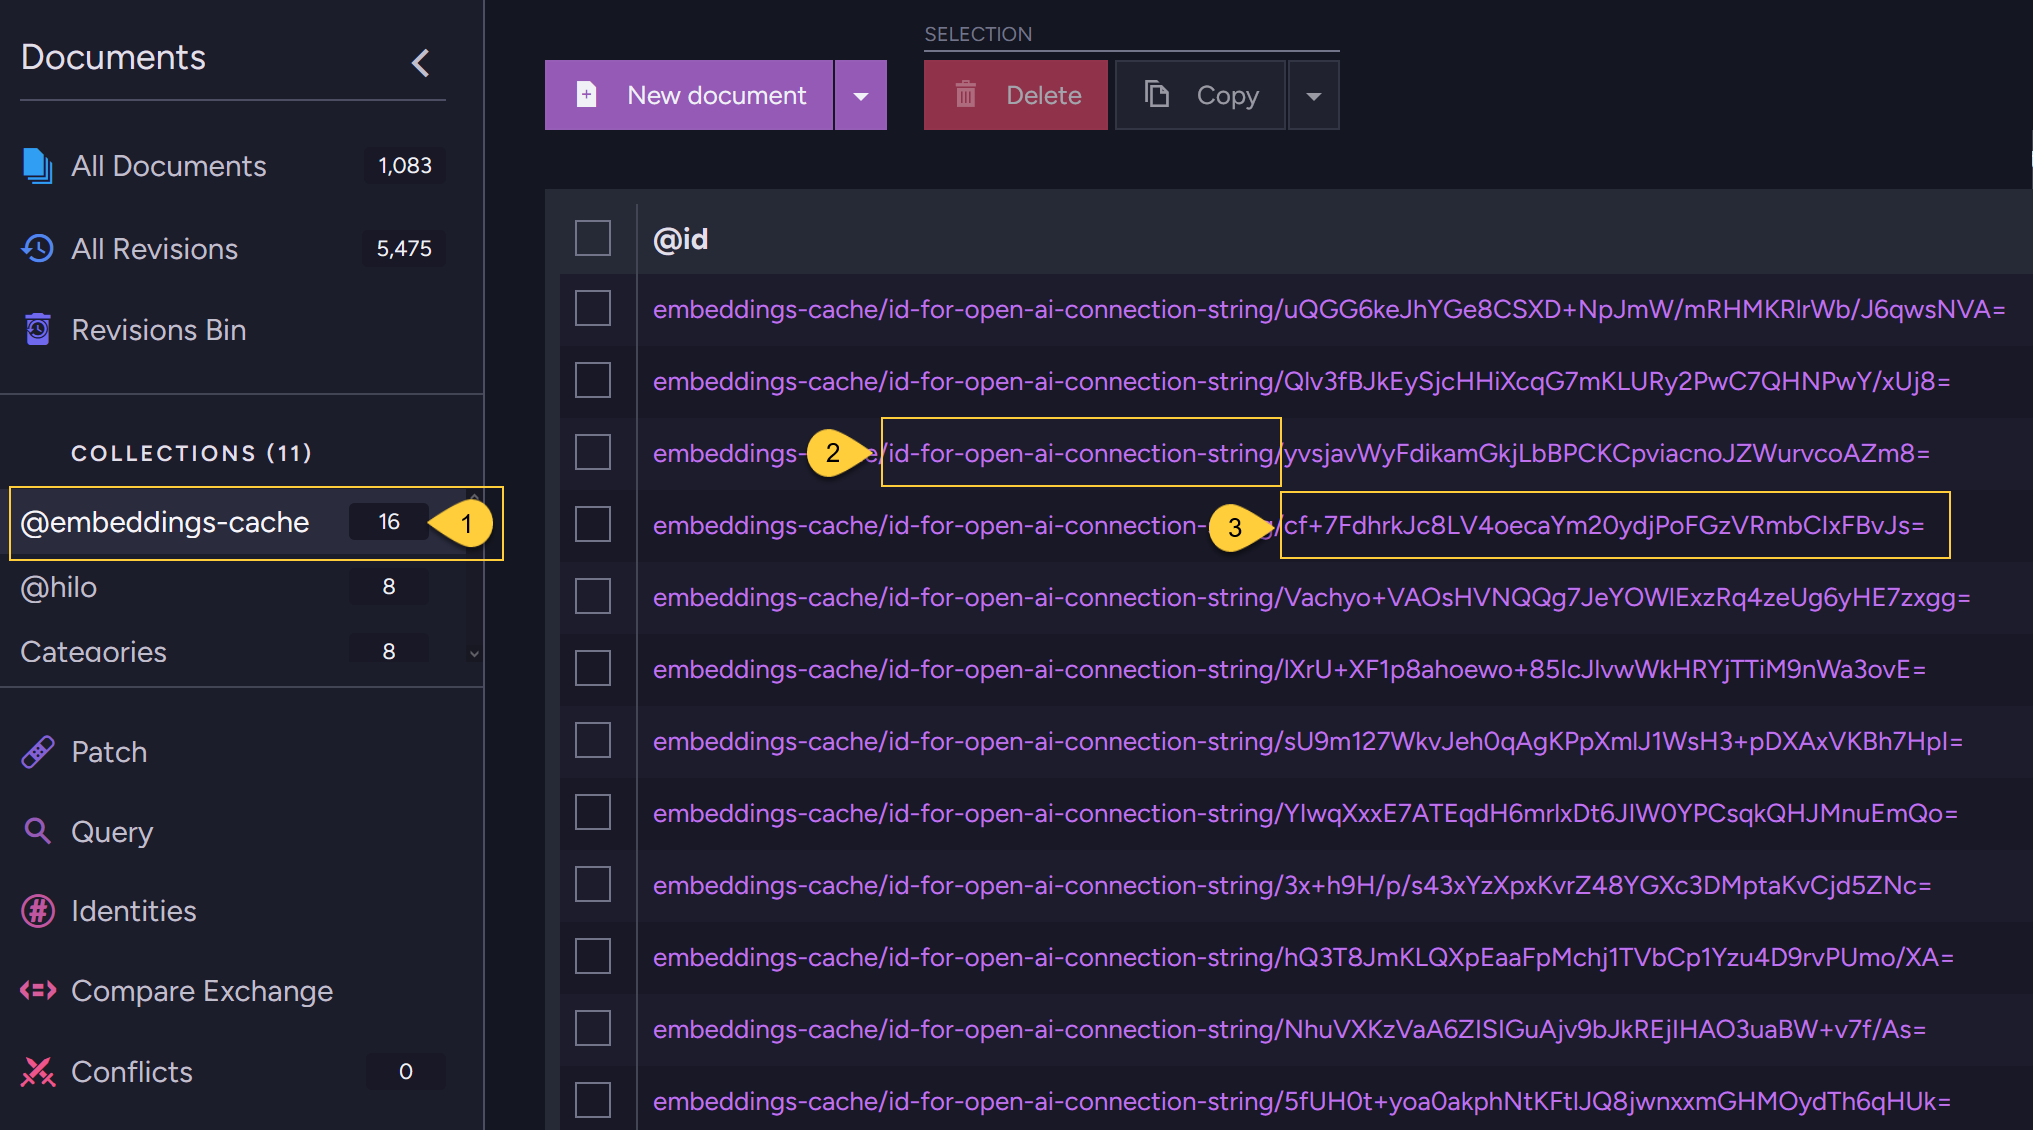 Documents
All Documents 1,083
All Revisions 5,475
Revisions Bin
COLLECTIONS (11)
@embeddings-cache 16 1
@hilo 8
Categories 8
Patch
Query
Identities
Compare Exchange
Conflicts 0
SELECTION
New document Delete Copy
@id
embeddings-cache/id-for-open-ai-connection-string/uQGG6keJhYGe8CSXD+NpJmW/mRHMKRlrWb/J6qwsNVA=
embeddings-cache/id-for-open-ai-connection-string/Qlv3fBJkEySjcHHiXcqG7mKLURy2PwC7QHNPwY/xUj8=
embeddings- 2 e/id-for-open-ai-connection-string/yvsjavWyFdikamGkjLbBPCKCpviacnoJZWurvcoAZm8=
embeddings-cache/id-for-open-ai-connection- 3 g/cf+7FdhrkJc8LV4oecaYm20ydjPoFGzVRmbClxFBvJs=
embeddings-cache/id-for-open-ai-connection-string/Vachyo+VAOsHVNQQg7JeYOWlExzRq4zeUg6yHE7zxgg=
embeddings-cache/id-for-open-ai-connection-string/lXrU+XF1p8ahoewo+85IcJlvwWkHRYjTTiM9nWa3ovE=
embeddings-cache/id-for-open-ai-connection-string/sU9m127WkvJeh0qAgKPpXmlJ1WsH3+pDXAxVKBh7HpI=
embeddings-cache/id-for-open-ai-connection-string/YlwqXxxE7ATEqdH6mrlxDt6JIW0YPCsqkQHJMnuEmQo=
embeddings-cache/id-for-open-ai-connection-string/3x+h9H/p/s43xYzXpxKvrZ48YGXc3DMptaKvCjd5ZNc=
embeddings-cache/id-for-open-ai-connection-string/hQ3T8JmKLQXpEaaFpMchj1TVbCp1Yzu4D9rvPUmo/XA=
embeddings-cache/id-for-open-ai-connection-string/NhuVXKzVaA6ZISIGuAjv9bJkREjIHAO3uaBW+v7f/As=
embeddings-cache/id-for-open-ai-connection-string/5fUH0t+yoa0akphNtKFtlJQ8jwnxxmGHMOydTh6qHUk=